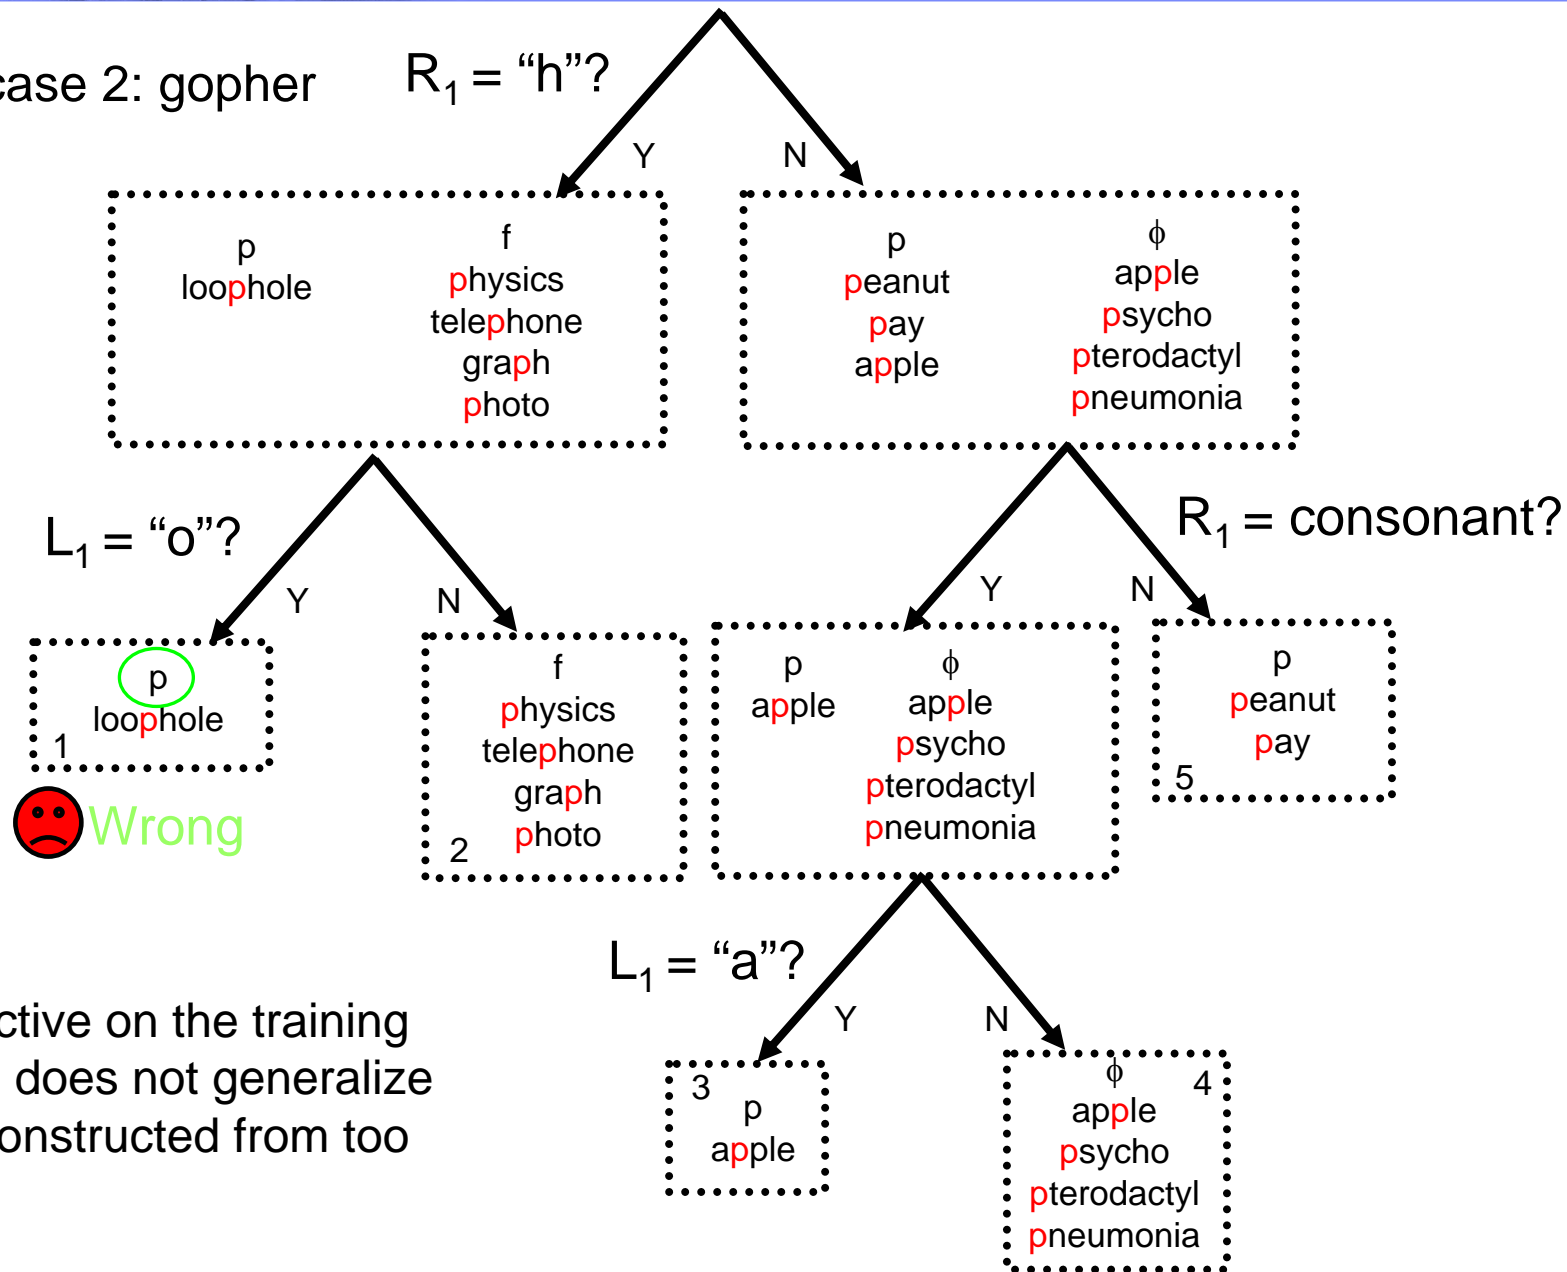 case 2: gopher
R1 = “h”?
Y
N
p
loophole
f
physics
telephone
graph
photo
p
peanut
pay
apple
ϕ
apple
psycho
pterodactyl
pneumonia
L1 = “o”?
Y
N
R1 = consonant?
Y
N
p
loophole
1
Wrong
f
physics
telephone
graph
photo
2
p
apple
ϕ
apple
psycho
pterodactyl
pneumonia
p
peanut
pay
5
L1 = “a”?
Y
N
ctive on the training
does not generalize
onstructed from too
3
p
apple
ϕ
4
apple
psycho
pterodactyl
pneumonia